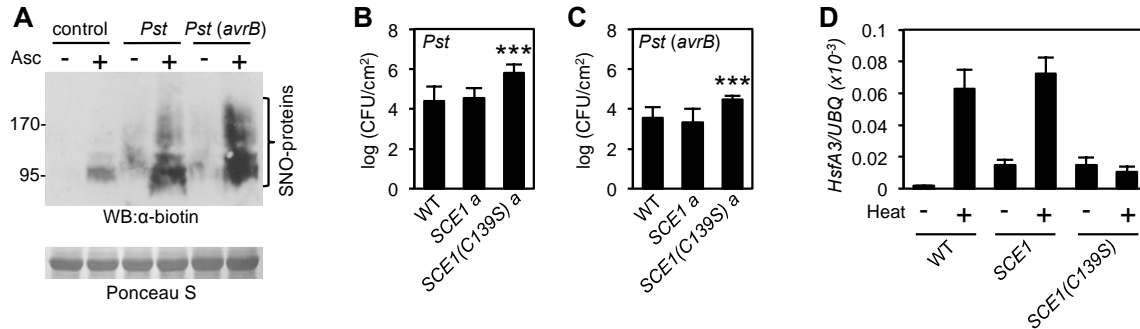 A
control Pst Pst (avrB)
Asc - + - + - +
170-
95-
SNO-proteins
WB:α-biotin
Ponceau S
B
Pst
***
log (CFU/cm²)
8
6
4
2
0
WT
SCE1 a
SCE1(C139S) a
C
Pst (avrB)
***
log (CFU/cm²)
8
6
4
2
0
WT
SCE1 a
SCE1(C139S) a
D
HsfA3/UBQ (x10⁻³)
0.1
0.08
0.06
0.04
0.02
0
Heat - + - + - +
WT
SCE1
SCE1(C139S)